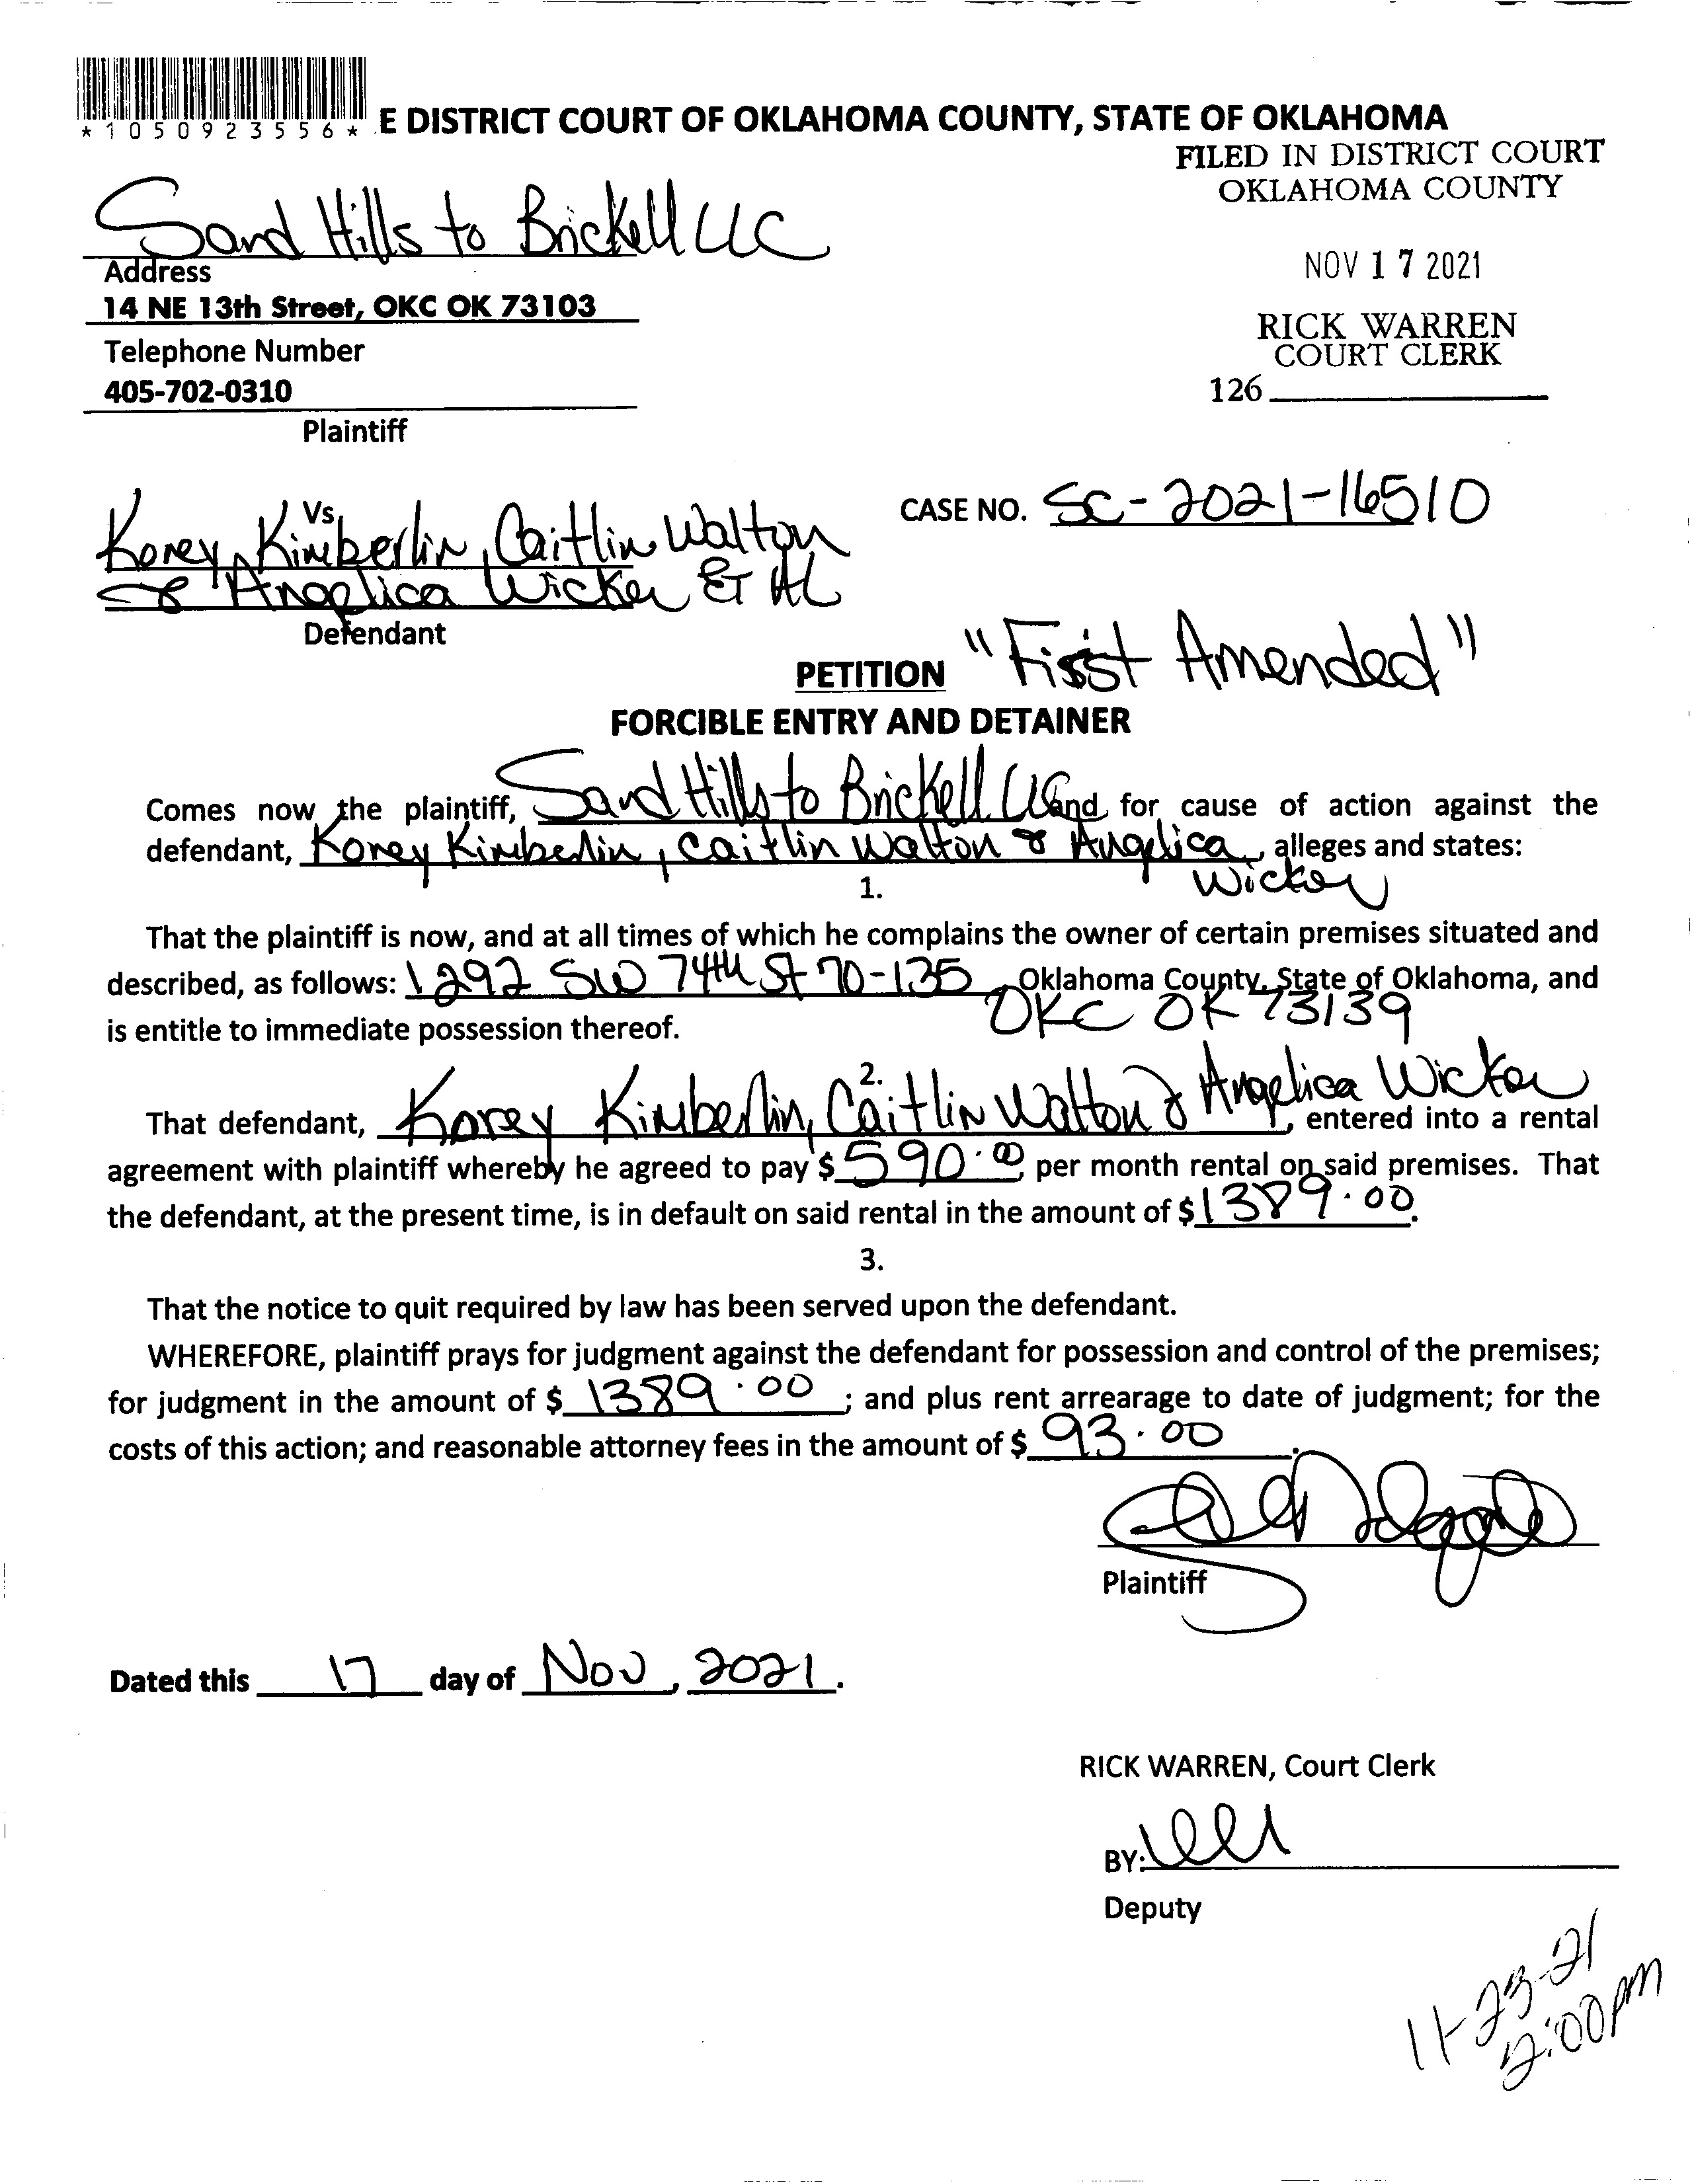 *1050923556* E DISTRICT COURT OF OKLAHOMA COUNTY, STATE OF OKLAHOMA
FILED IN DISTRICT COURT
OKLAHOMA COUNTY
NOV 17 2021
RICK WARREN
COURT CLERK
126
Sand Hills to Brickell LLC
Address
14 NE 13th Street, OKC OK 73103
Telephone Number
405-702-0310
Plaintiff
Vs.
CASE NO. SC-2021-16510
Korey Kimberlin, Caitlin Walton
& Angelica Wicker ET AL
Defendant
PETITION "First Amended"
FORCIBLE ENTRY AND DETAINER
Comes now the plaintiff, Sand Hills to Brickell LLC and for cause of action against the
defendant, Korey Kimberlin, Caitlin Walton & Angelica, alleges and states:
Wicker
1.
That the plaintiff is now, and at all times of which he complains the owner of certain premises situated and
described, as follows: 1292 SW 74th St 70-135, Oklahoma County, State of Oklahoma, and
OKC OK 73139
is entitle to immediate possession thereof.
2.
That defendant, Korey Kimberlin, Caitlin Walton & Angelica Wicker, entered into a rental
agreement with plaintiff whereby he agreed to pay $590.00 per month rental on said premises. That
the defendant, at the present time, is in default on said rental in the amount of $1389.00.
3.
That the notice to quit required by law has been served upon the defendant.
WHEREFORE, plaintiff prays for judgment against the defendant for possession and control of the premises;
for judgment in the amount of $1389.00; and plus rent arrearage to date of judgment; for the
costs of this action; and reasonable attorney fees in the amount of $93.00.
Plaintiff
Dated this 17 day of Nov, 2021.
RICK WARREN, Court Clerk
BY:
Deputy
11-23-21
2:00pm